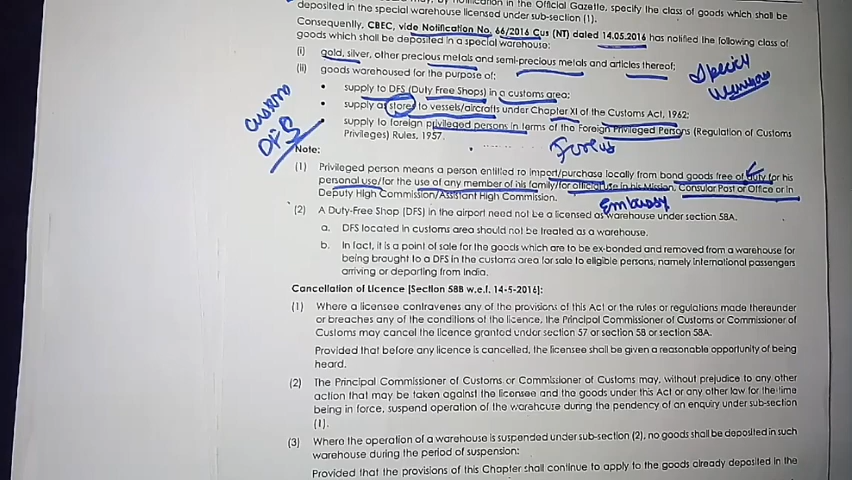 deposited in the special warehouse licensed under sub-section (1).
in the Official Gazette, specify the class of goods which shall be
Consequently, CBEC, vide Notification No. 66/2016 Cus (NT) dated 14.05.2016 has notified the following class of
goods which shall be deposited in a special warehouse:
(i) gold, silver, other precious metals and semi-precious metals and articles thereof;
(ii) goods warehoused for the purpose of:
Special
• supply to DFS (Duty Free Shops) in a customs area;
• supply as stores to vessels/aircrafts under Chapter XI of the Customs Act, 1962;
• supply to foreign privileged persons in terms of the Foreign Privileged Persons (Regulation of Customs
Privileges) Rules, 1957.
custom
DFS
Note:
(1) Privileged person means a person entitled to import/purchase locally from bond goods free of duty for his
personal use/for the use of any member of his family/for official use in his Mission, Consular Post or Office or in
Deputy High Commission/Assistant High Commission.
Embassy
(2) A Duty-Free Shop (DFS) in the airport need not be a licensed as warehouse under section 58A.
a. DFS located in customs area should not be treated as a warehouse.
b. In fact, it is a point of sale for the goods which are to be ex-bonded and removed from a warehouse for
being brought to a DFS in the customs area for sale to eligible persons, namely international passengers
arriving or departing from India.
Cancellation of Licence [Section 58B w.e.f. 14-5-2016]:
(1) Where a licensee contravenes any of the provisions of this Act or the rules or regulations made thereunder
or breaches any of the conditions of the licence, the Principal Commissioner of Customs or Commissioner of
Customs may cancel the licence granted under section 57 or section 58 or section 58A.
Provided that before any licence is cancelled, the licensee shall be given a reasonable opportunity of being
heard.
(2) The Principal Commissioner of Customs or Commissioner of Customs may, without prejudice to any other
action that may be taken against the licensee and the goods under this Act or any other law for the time
being in force, suspend operation of the warehouse during the pendency of an enquiry under sub-section
(1).
(3) Where the operation of a warehouse is suspended under sub-section (2), no goods shall be deposited in such
warehouse during the period of suspension:
Provided that the provisions of this Chapter shall continue to apply to the goods already deposited in the